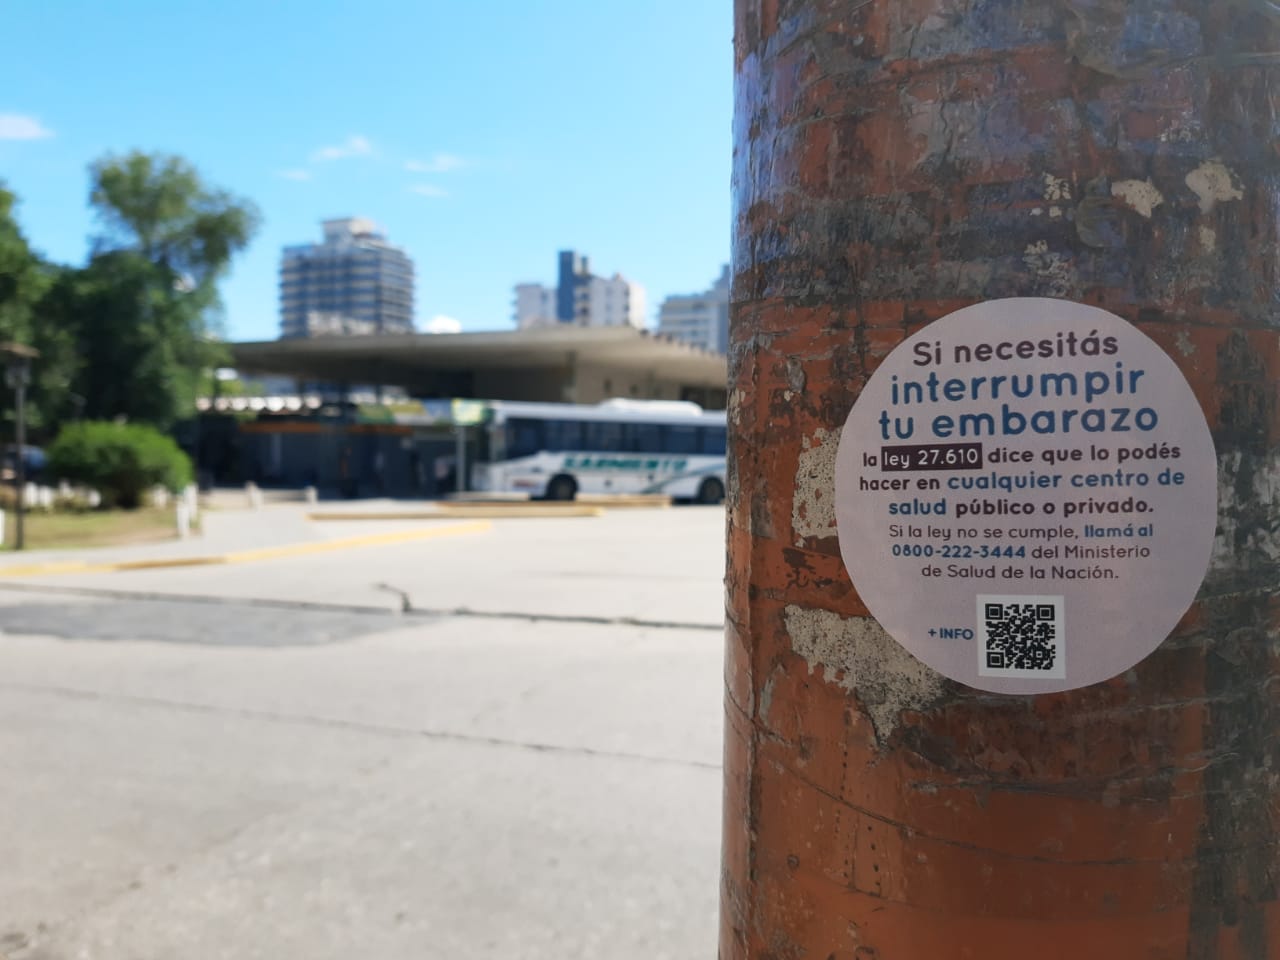 SARMIENTO
Si necesitás
interrumpir
tu embarazo
la ley 27.610 dice que lo podés
hacer en cualquier centro de
salud público o privado.
Si la ley no se cumple, llamá al
0800-222-3444 del Ministerio
de Salud de la Nación.
+ INFO